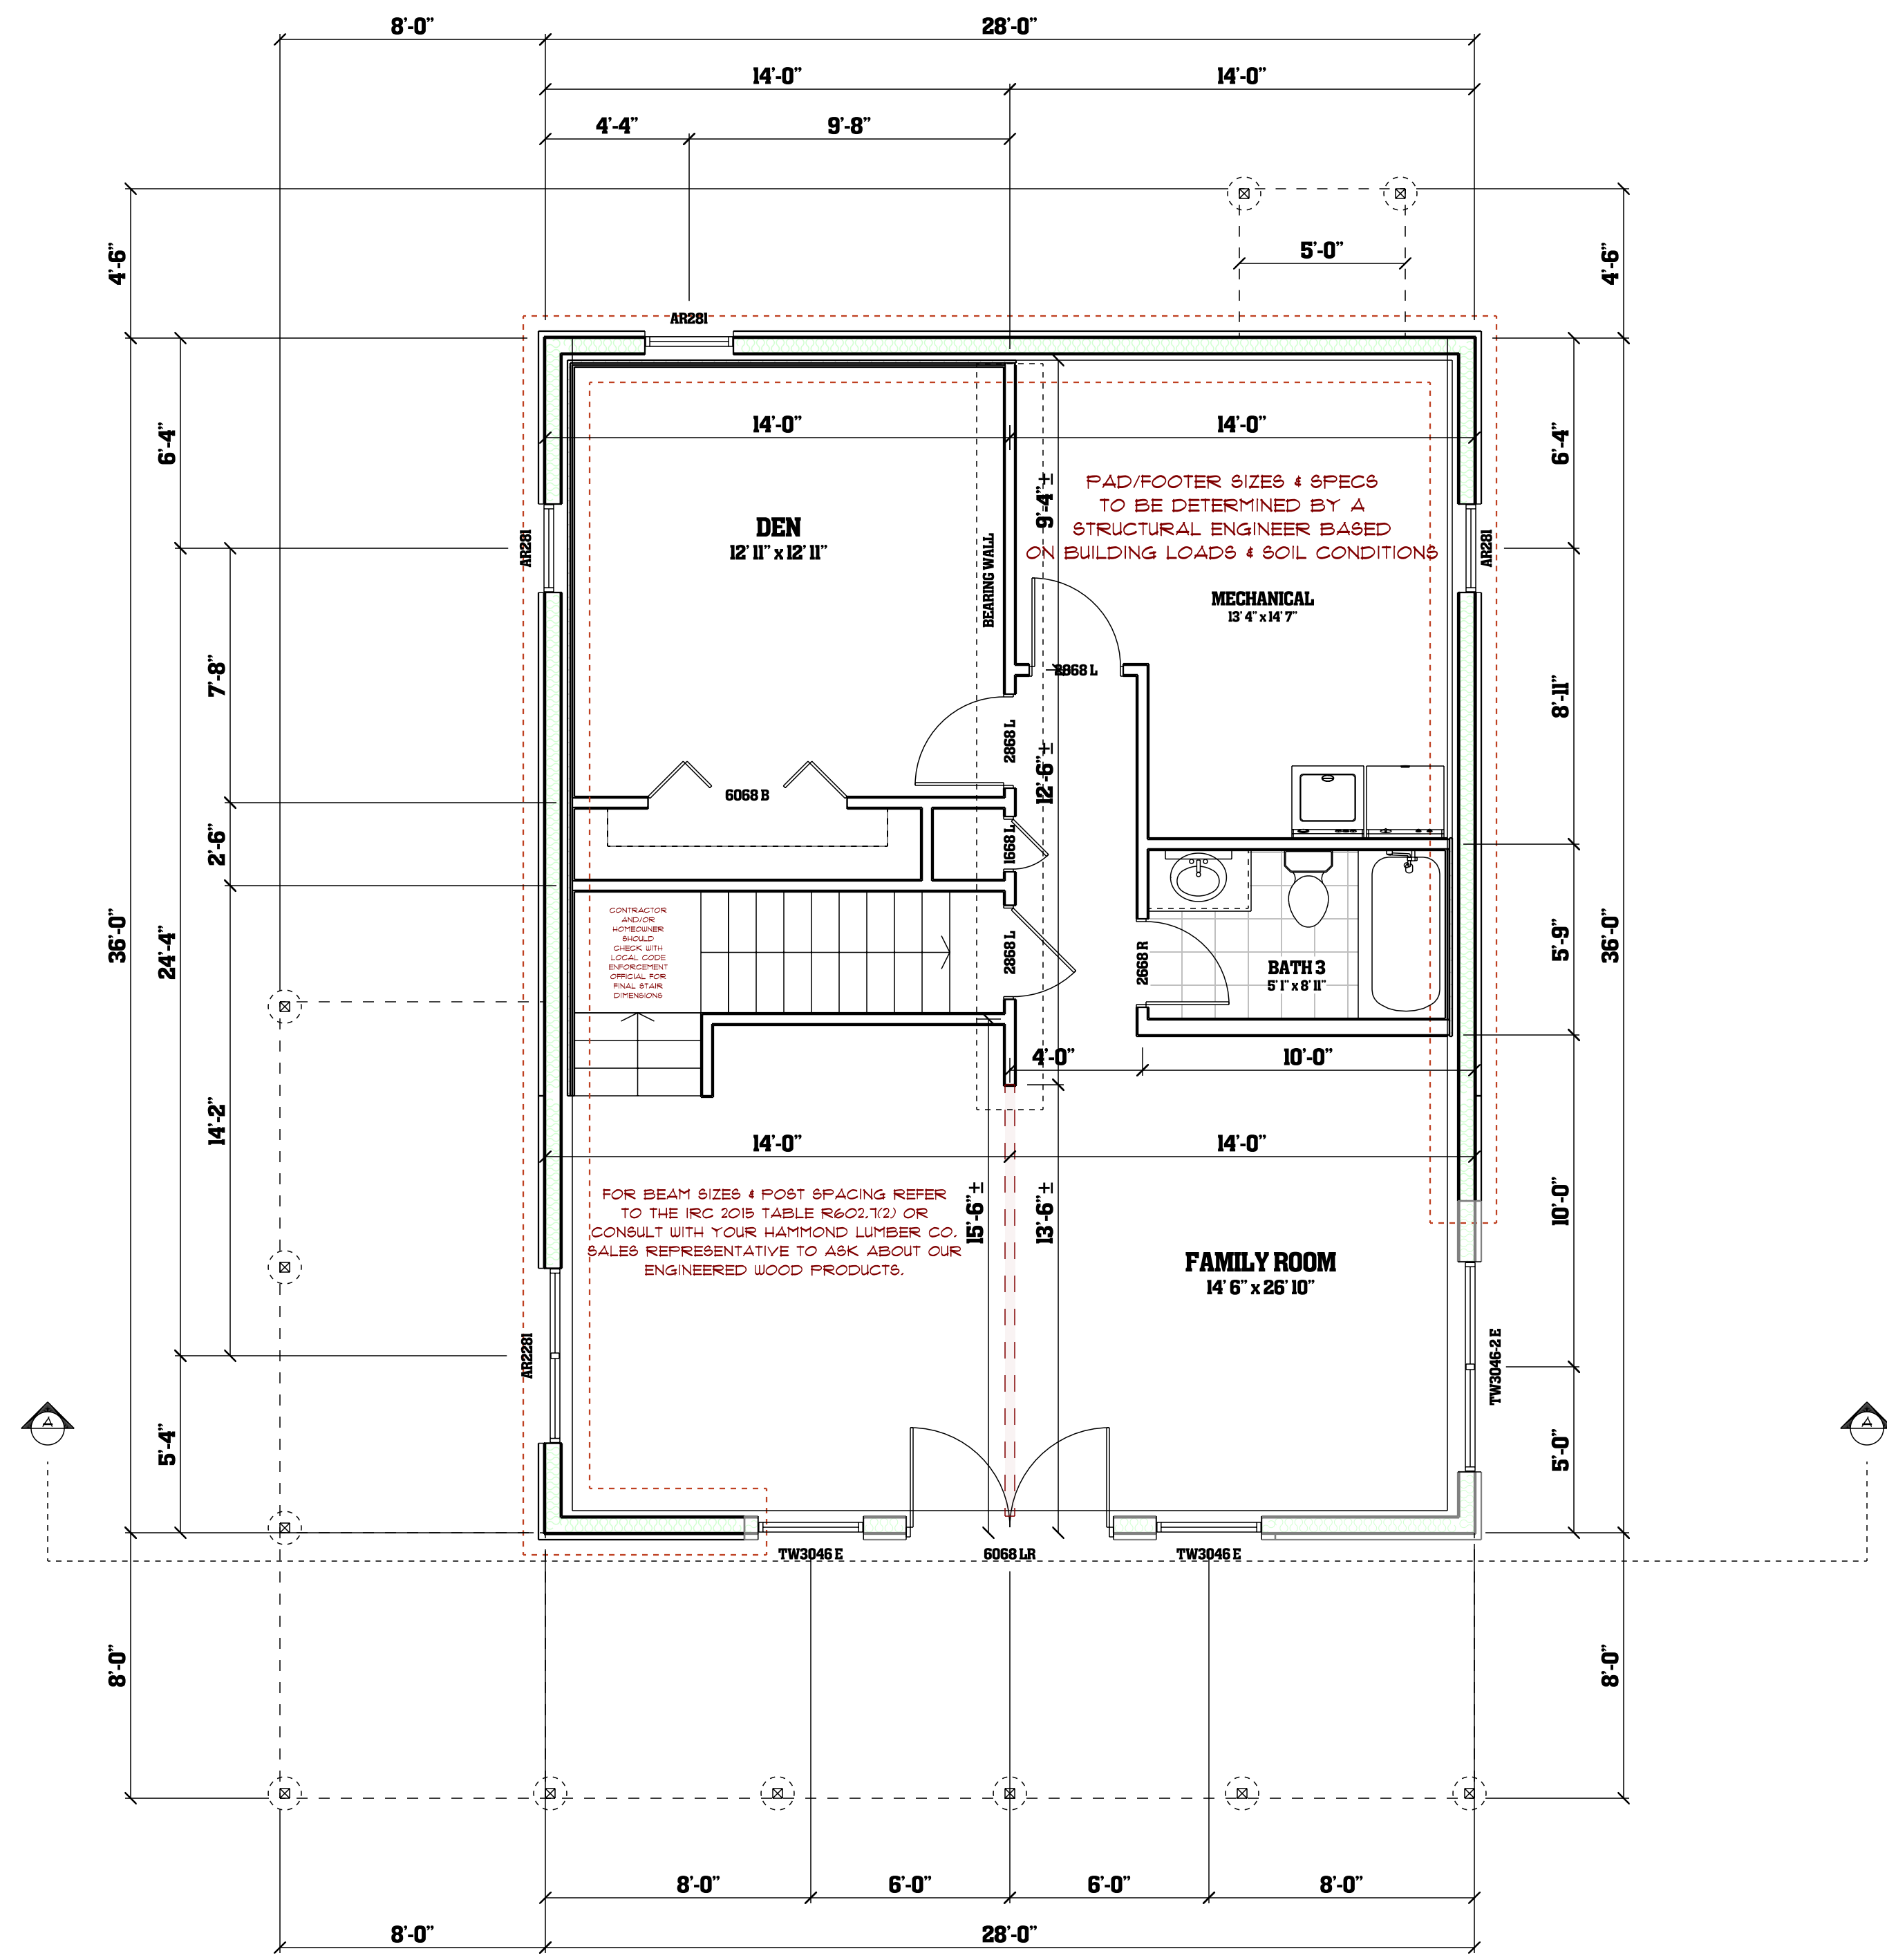 8'-0"
28'-0"
14'-0"
14'-0"
4'-4"
9'-8"
4'-6"
4'-6"
5'-0"
AR281
6'-4"
14'-0"
14'-0"
6'-4"
PAD/FOOTER SIZES & SPECS
TO BE DETERMINED BY A
STRUCTURAL ENGINEER BASED
ON BUILDING LOADS & SOIL CONDITIONS
9'-4" ±
DEN
12' 11" x 12' 11"
AR281
AR281
BEARING WALL
MECHANICAL
13' 4" x 14' 7"
7'-8"
2868 L
8'-11"
2868 L
12'-6" ±
6068 B
2'-6"
1668 L
36'-0"
24'-4"
CONTRACTOR
AND/OR
HOMEOWNER
SHOULD
CHECK WITH
LOCAL CODE
ENFORCEMENT
OFFICIAL FOR
FINAL STAIR
DIMENSIONS
2868 L
2668 R
BATH 3
5' 1" x 8' 11"
5'-9"
36'-0"
4'-0"
10'-0"
14'-2"
14'-0"
14'-0"
FOR BEAM SIZES & POST SPACING REFER
TO THE IRC 2015 TABLE R602.7(2) OR
CONSULT WITH YOUR HAMMOND LUMBER CO.
SALES REPRESENTATIVE TO ASK ABOUT OUR
ENGINEERED WOOD PRODUCTS.
15'-6" ±
13'-6" ±
10'-0"
FAMILY ROOM
14' 6" x 26' 10"
AR2281
TW3046-2 E
A
A
5'-4"
5'-0"
TW3046 E
6068 LR
TW3046 E
8'-0"
8'-0"
8'-0"
6'-0"
6'-0"
8'-0"
8'-0"
28'-0"